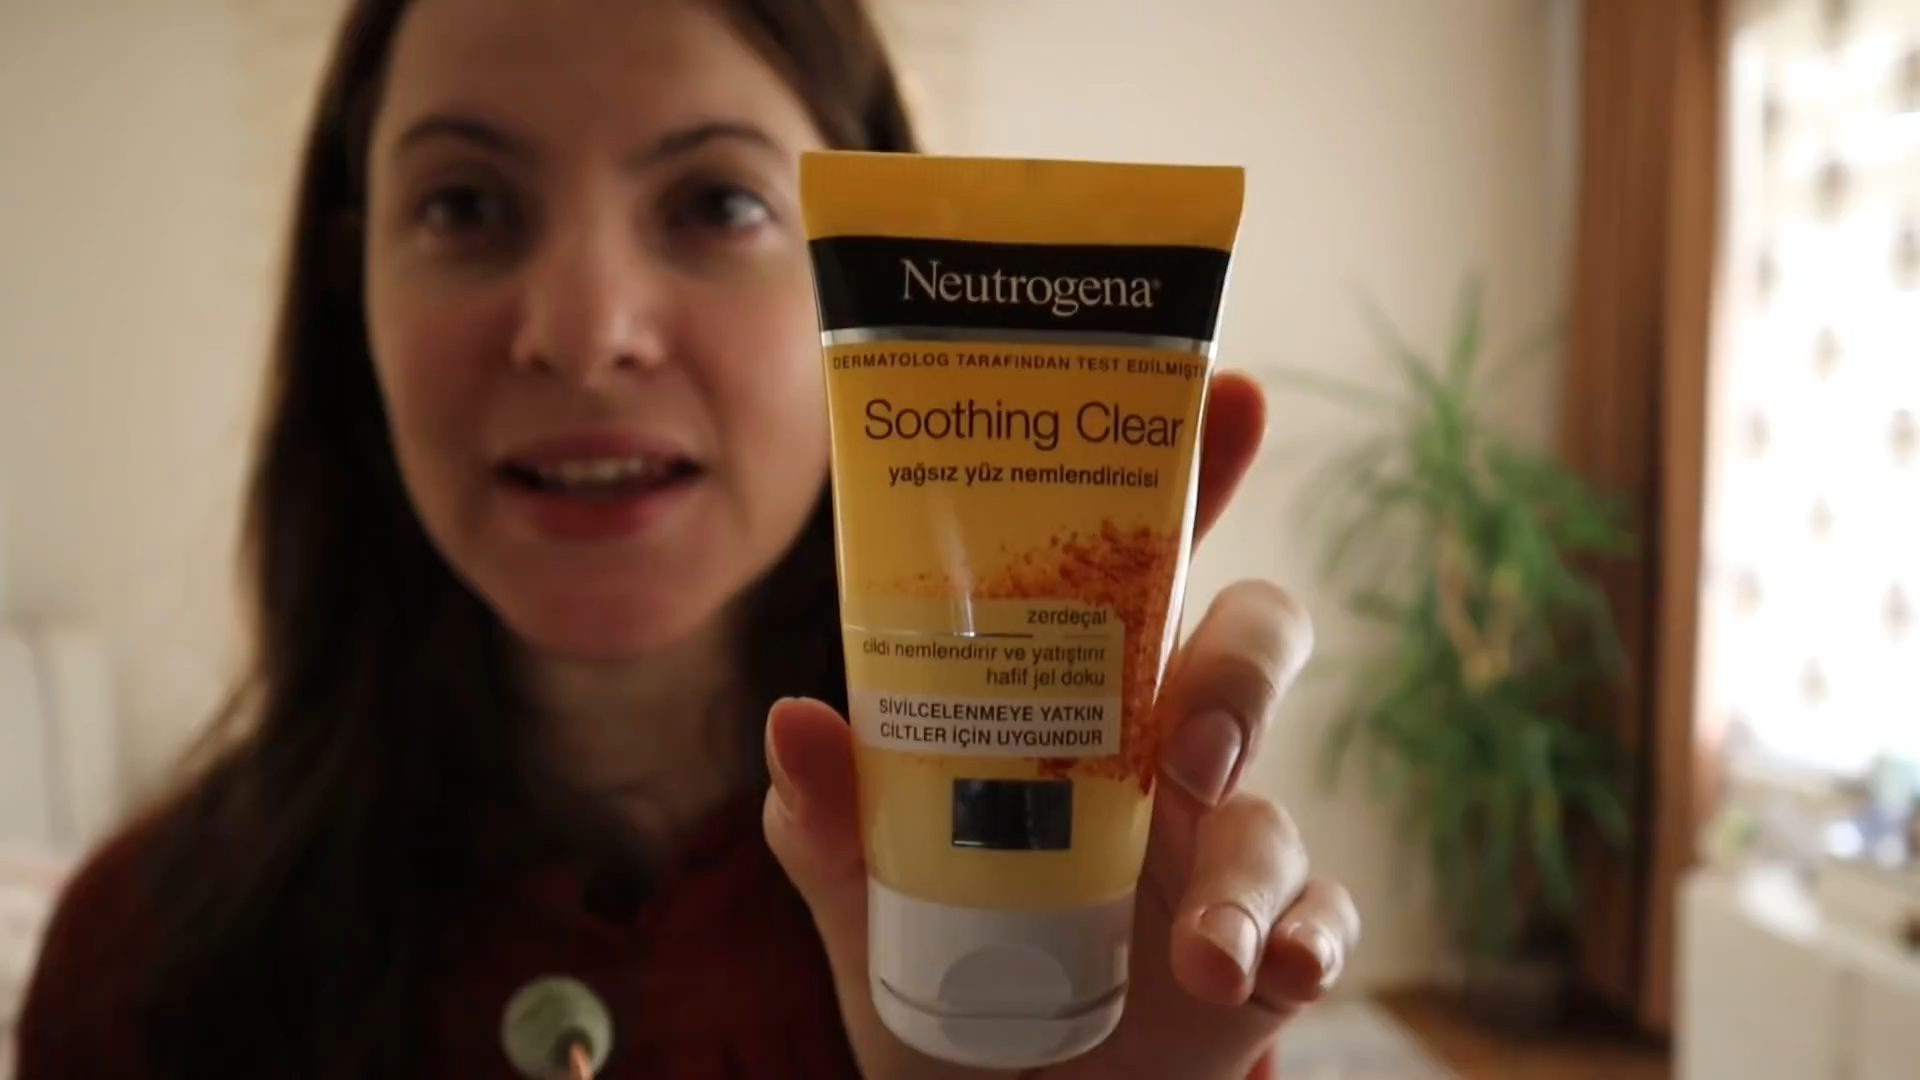 Neutrogena
DERMATOLOG TARAFINDAN TEST EDİLMİŞTİ
Soothing Clear
yağsız yüz nemlendiricisi
zerdeçal
cildi nemlendirir ve yatıştırır
hafif jel doku
SİVİLCELENMEYE YATKIN
CİLTLER İÇİN UYGUNDUR